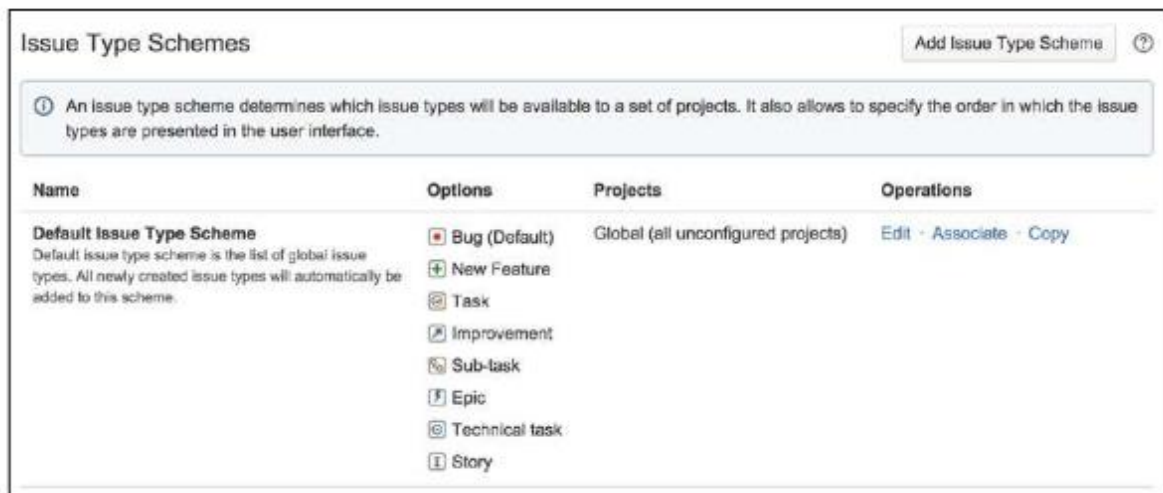 Issue Type Schemes
Add Issue Type Scheme
An issue type scheme determines which issue types will be available to a set of projects. It also allows to specify the order in which the issue
types are presented in the user interface.
Name Options Projects Operations
Default Issue Type Scheme
Default issue type scheme is the list of global issue
types. All newly created issue types will automatically be
added to this scheme.
Bug (Default)
New Feature
Task
Improvement
Sub-task
Epic
Technical task
Story
Global (all unconfigured projects)
Edit · Associate · Copy